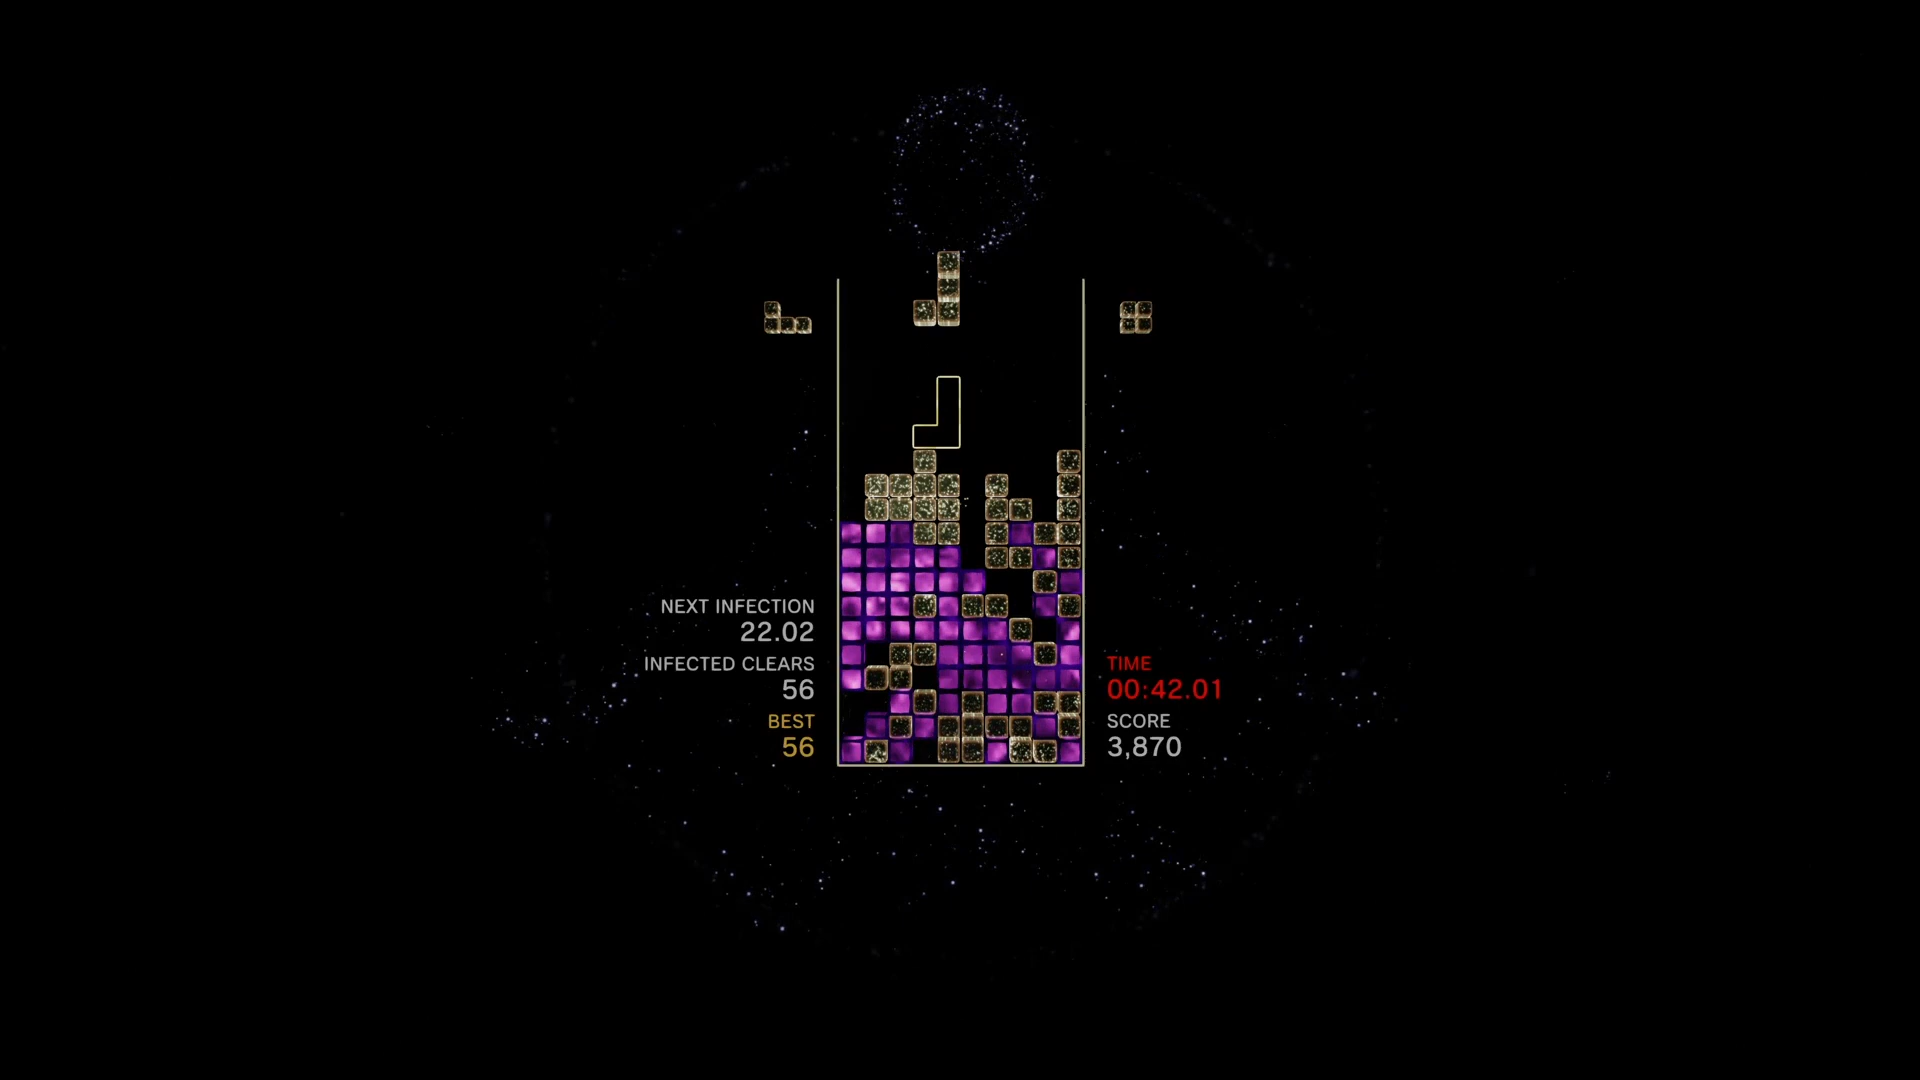 NEXT INFECTION
22.02
INFECTED CLEARS
56
BEST
56
TIME
00:42.01
SCORE
3,870